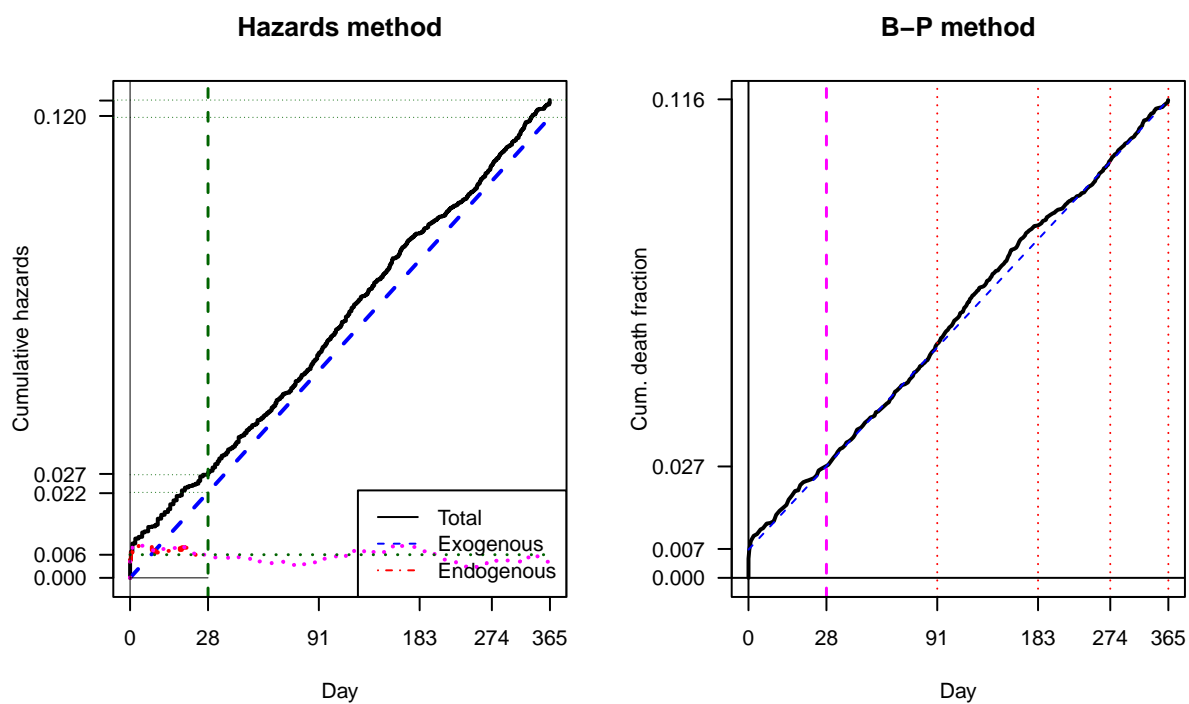 Hazards method
Cumulative hazards
0.120
0.027
0.022
0.006
0.000
Total
Exogenous
Endogenous
0 28 91 183 274 365
Day
B−P method
Cum. death fraction
0.116
0.027
0.007
0.000
0 28 91 183 274 365
Day